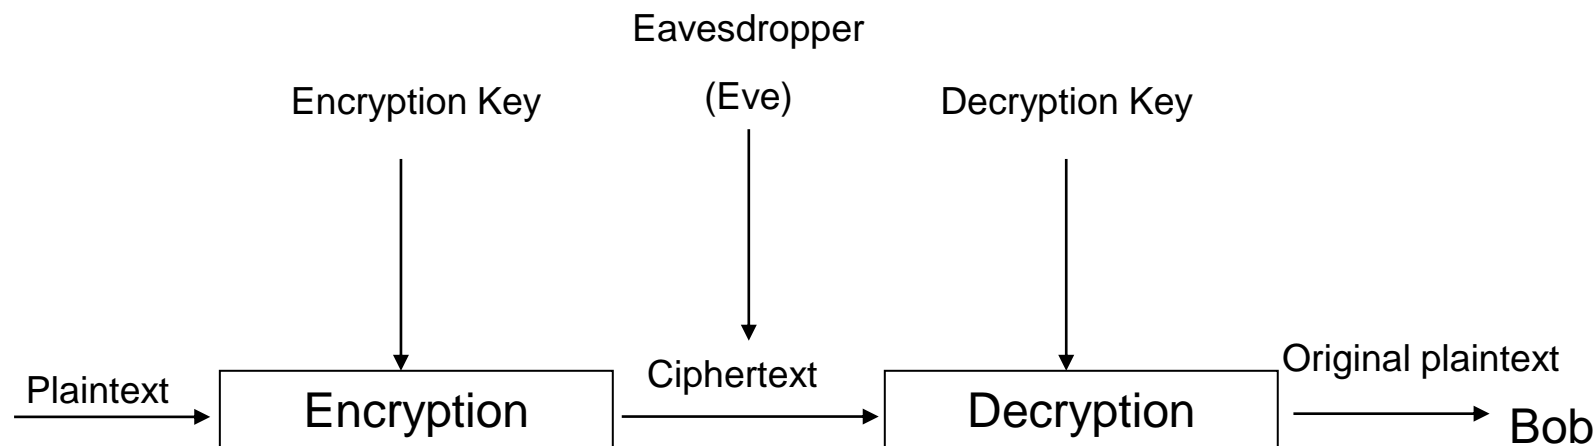 Eavesdropper
(Eve)
Encryption Key
Decryption Key
Plaintext
Encryption
Ciphertext
Decryption
Original plaintext
Bob